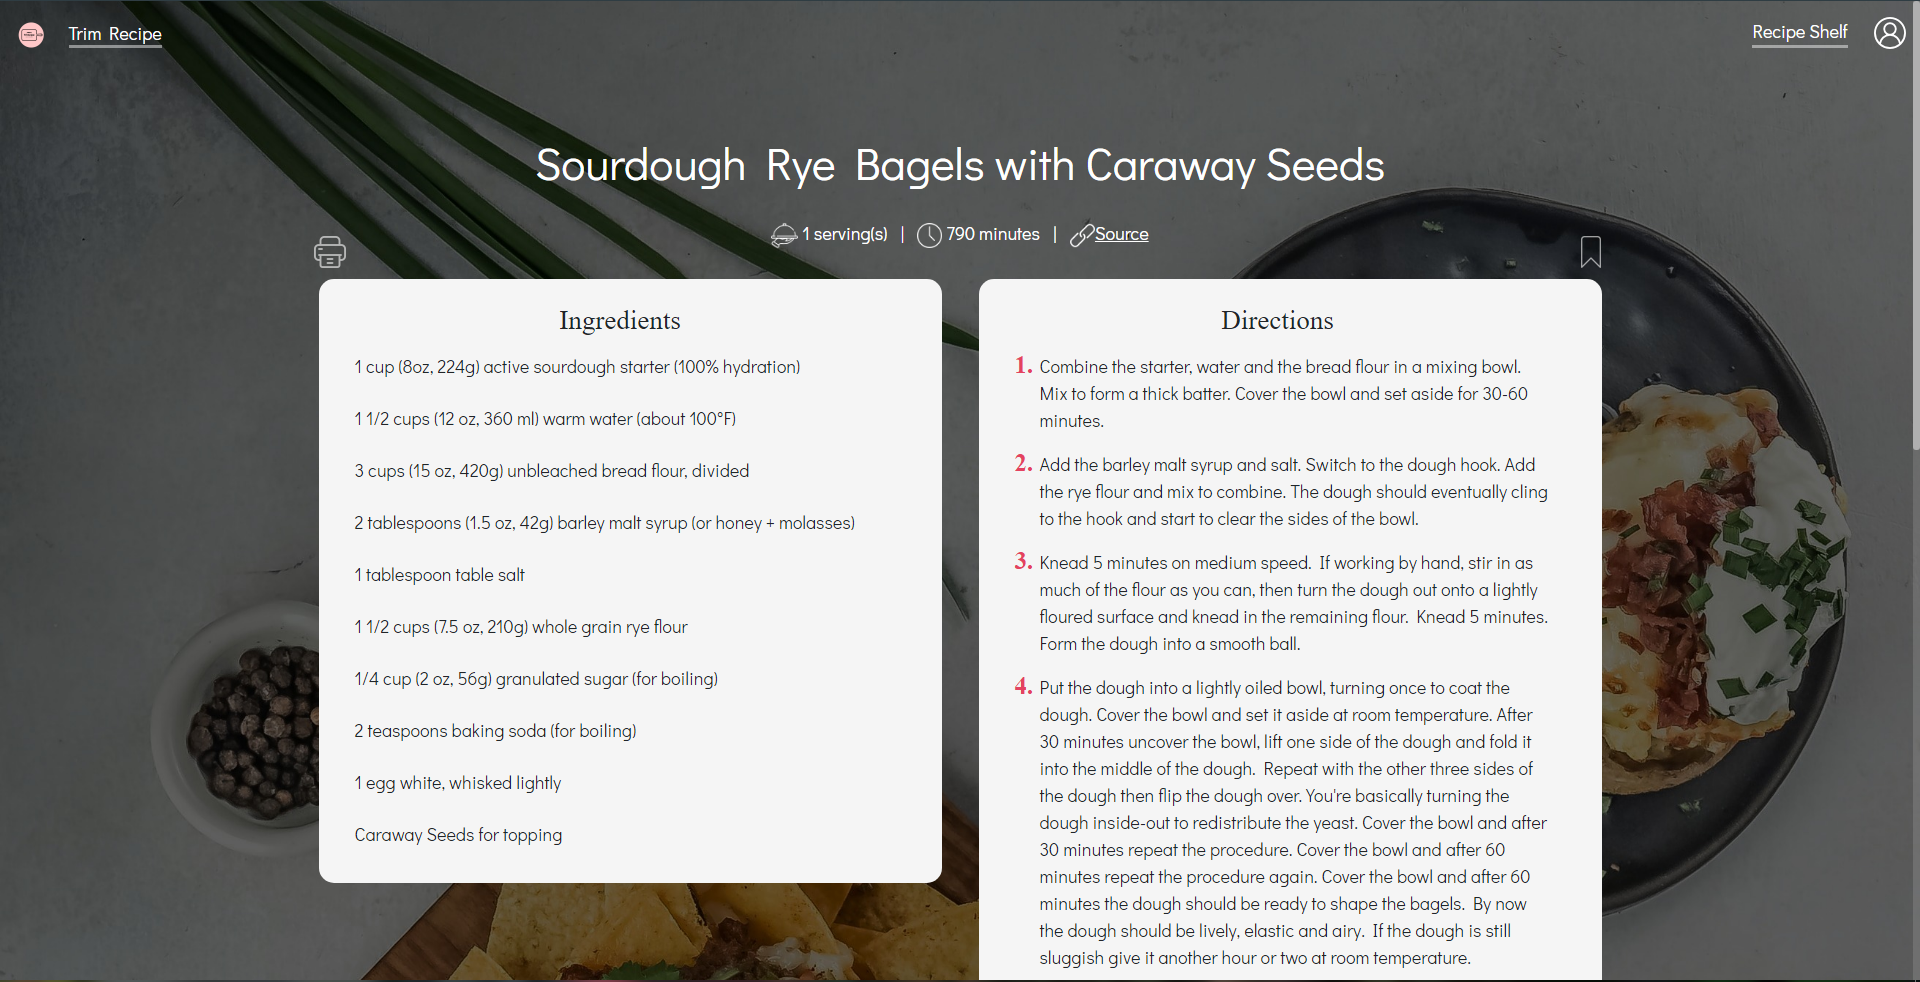 Trim Recipe
Recipe Shelf
Sourdough Rye Bagels with Caraway Seeds
1 serving(s) | 790 minutes | Source
Ingredients
1 cup (8oz, 224g) active sourdough starter (100% hydration)
1 1/2 cups (12 oz, 360 ml) warm water (about 100°F)
3 cups (15 oz, 420g) unbleached bread flour, divided
2 tablespoons (1.5 oz, 42g) barley malt syrup (or honey + molasses)
1 tablespoon table salt
1 1/2 cups (7.5 oz, 210g) whole grain rye flour
1/4 cup (2 oz, 56g) granulated sugar (for boiling)
2 teaspoons baking soda (for boiling)
1 egg white, whisked lightly
Caraway Seeds for topping
Directions
1. Combine the starter, water and the bread flour in a mixing bowl.
Mix to form a thick batter. Cover the bowl and set aside for 30-60
minutes.
2. Add the barley malt syrup and salt. Switch to the dough hook. Add
the rye flour and mix to combine. The dough should eventually cling
to the hook and start to clear the sides of the bowl.
3. Knead 5 minutes on medium speed. If working by hand, stir in as
much of the flour as you can, then turn the dough out onto a lightly
floured surface and knead in the remaining flour. Knead 5 minutes.
Form the dough into a smooth ball.
4. Put the dough into a lightly oiled bowl, turning once to coat the
dough. Cover the bowl and set it aside at room temperature. After
30 minutes uncover the bowl, lift one side of the dough and fold it
into the middle of the dough. Repeat with the other three sides of
the dough then flip the dough over. You're basically turning the
dough inside-out to redistribute the yeast. Cover the bowl and after
30 minutes repeat the procedure. Cover the bowl and after 60
minutes repeat the procedure again. Cover the bowl and after 60
minutes the dough should be ready to shape the bagels. By now
the dough should be lively, elastic and airy. If the dough is still
sluggish give it another hour or two at room temperature.